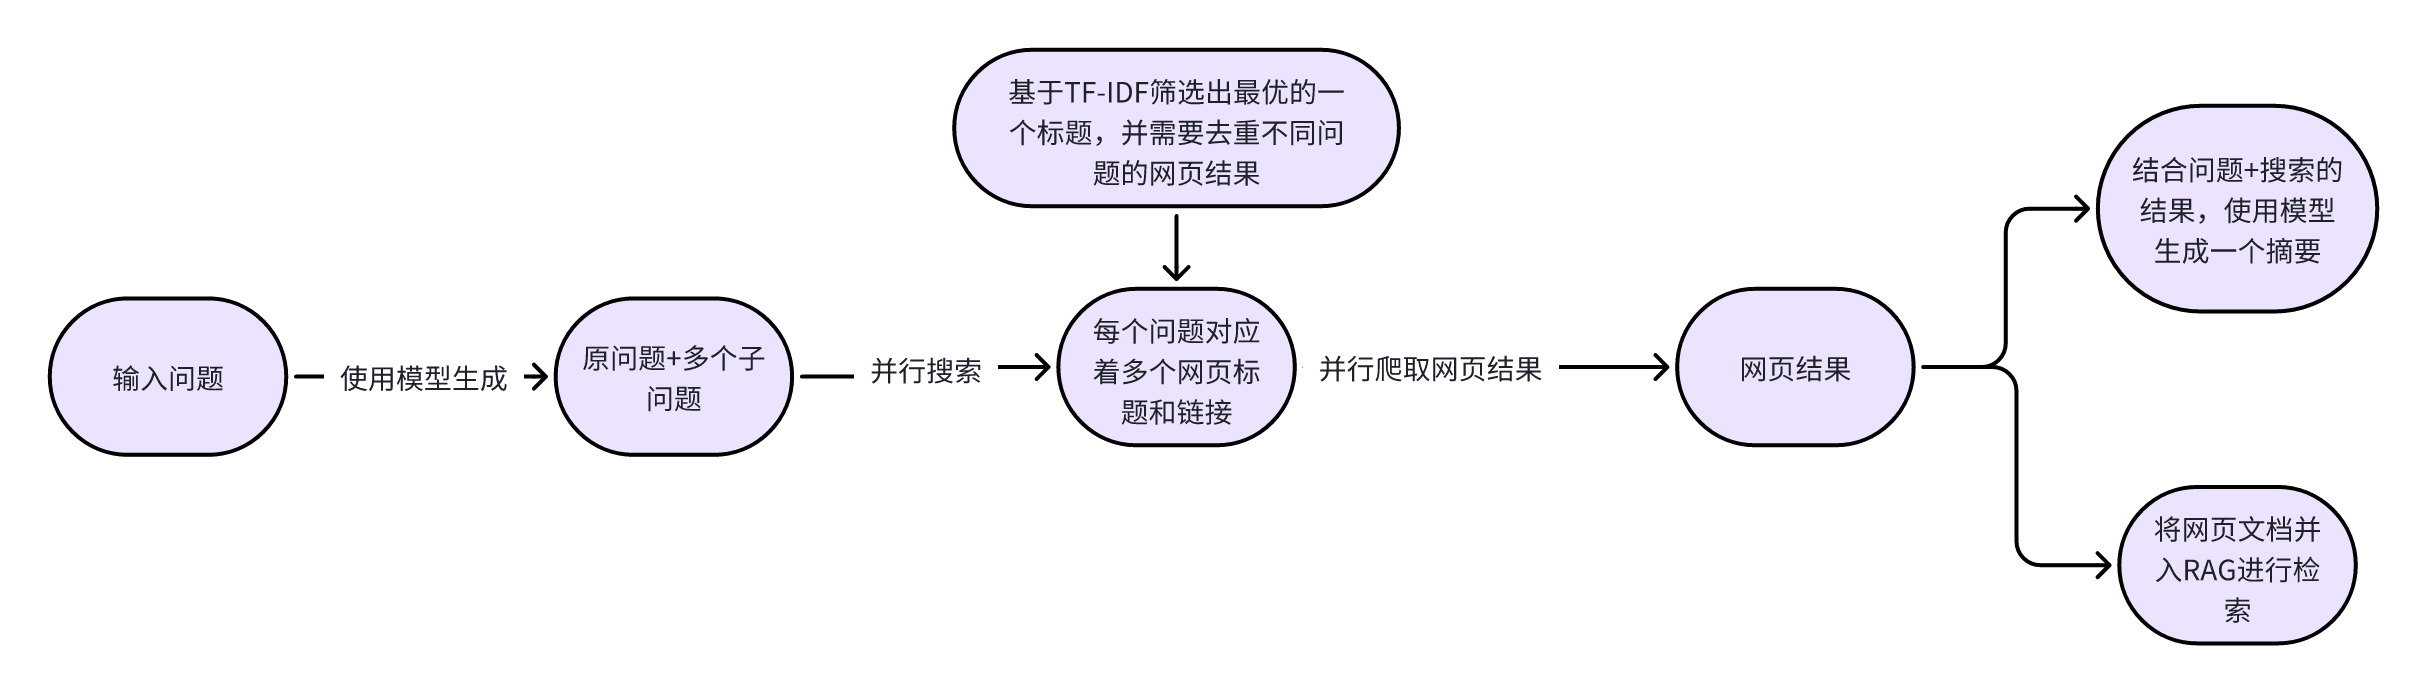 基于TF-IDF筛选出最优的一
个标题，并需要去重不同问
题的网页结果
输入问题
使用模型生成
原问题+多个子
问题
并行搜索
每个问题对应
着多个网页标
题和链接
并行爬取网页结果
网页结果
结合问题+搜索的
结果，使用模型
生成一个摘要
将网页文档并
入RAG进行检
索